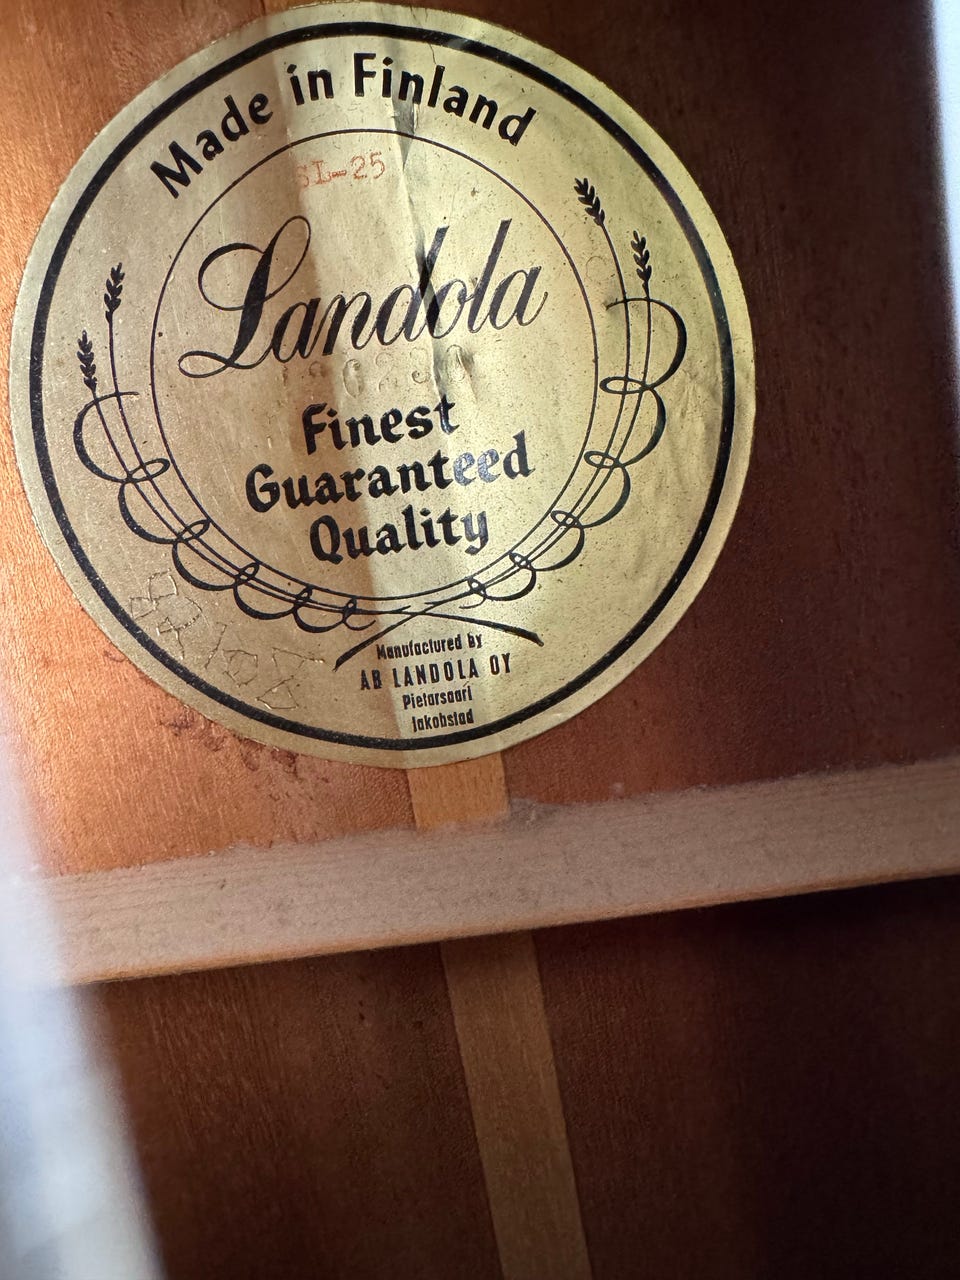 Made in Finland
SL-25
Landola
Finest
Guaranteed
Quality
Manufactured by
AB LANDOLA OY
Pietarsaari
Jakobstad